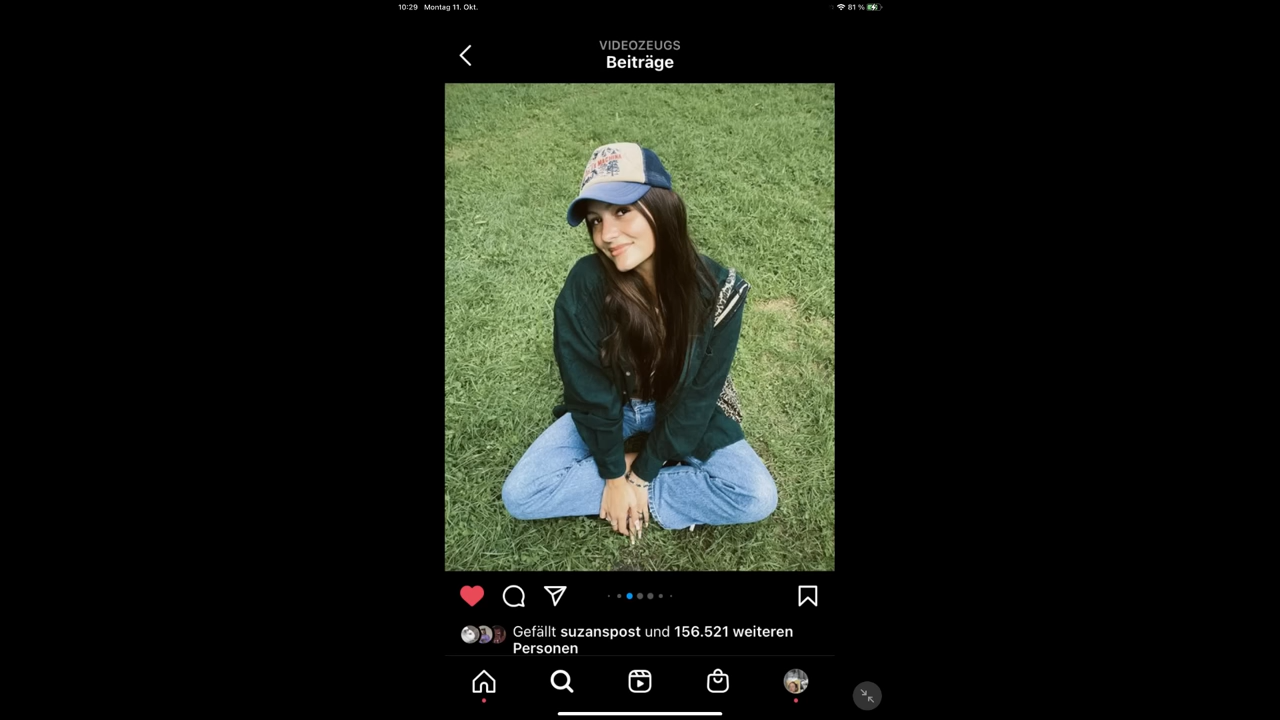 10:29 Montag 11. Okt.
81 %
VIDEOZEUGS
Beiträge
Gefällt suzanspost und 156.521 weiteren
Personen